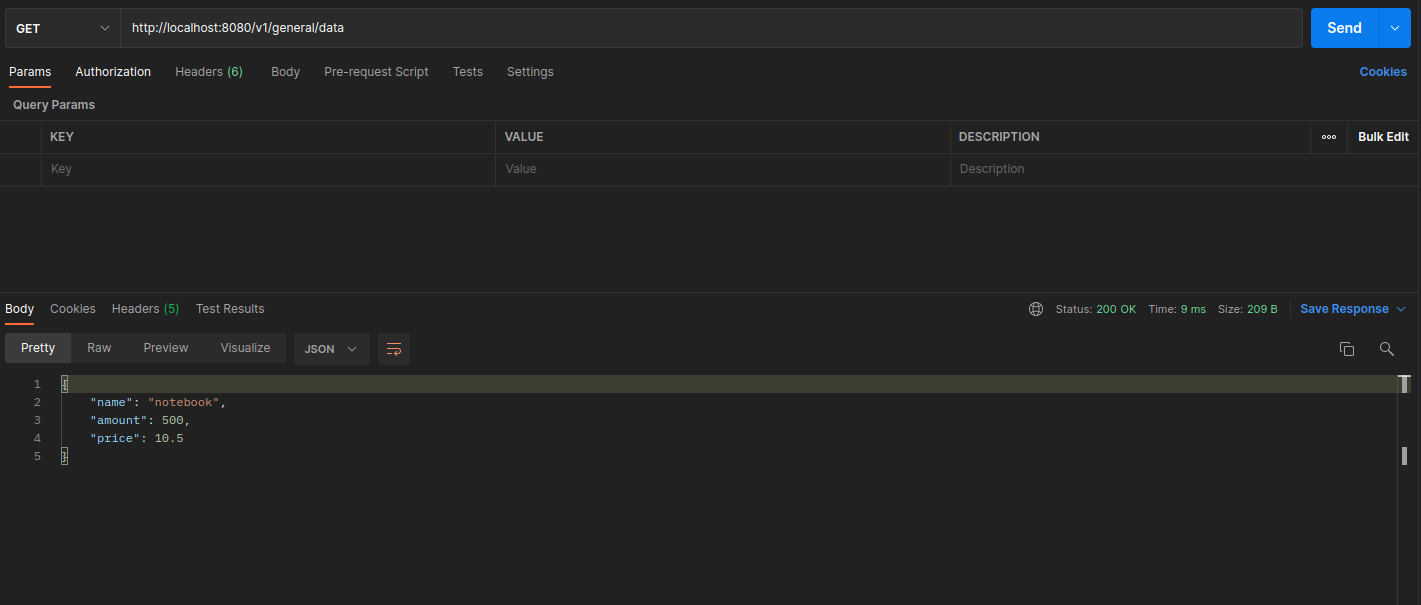 GET http://localhost:8080/v1/general/data Send
Params Authorization Headers (6) Body Pre-request Script Tests Settings Cookies
Query Params
KEY VALUE DESCRIPTION Bulk Edit
Key Value Description
Body Cookies Headers (5) Test Results Status: 200 OK Time: 9 ms Size: 209 B Save Response
Pretty Raw Preview Visualize JSON
1 {
2 "name": "notebook",
3 "amount": 500,
4 "price": 10.5
5 }